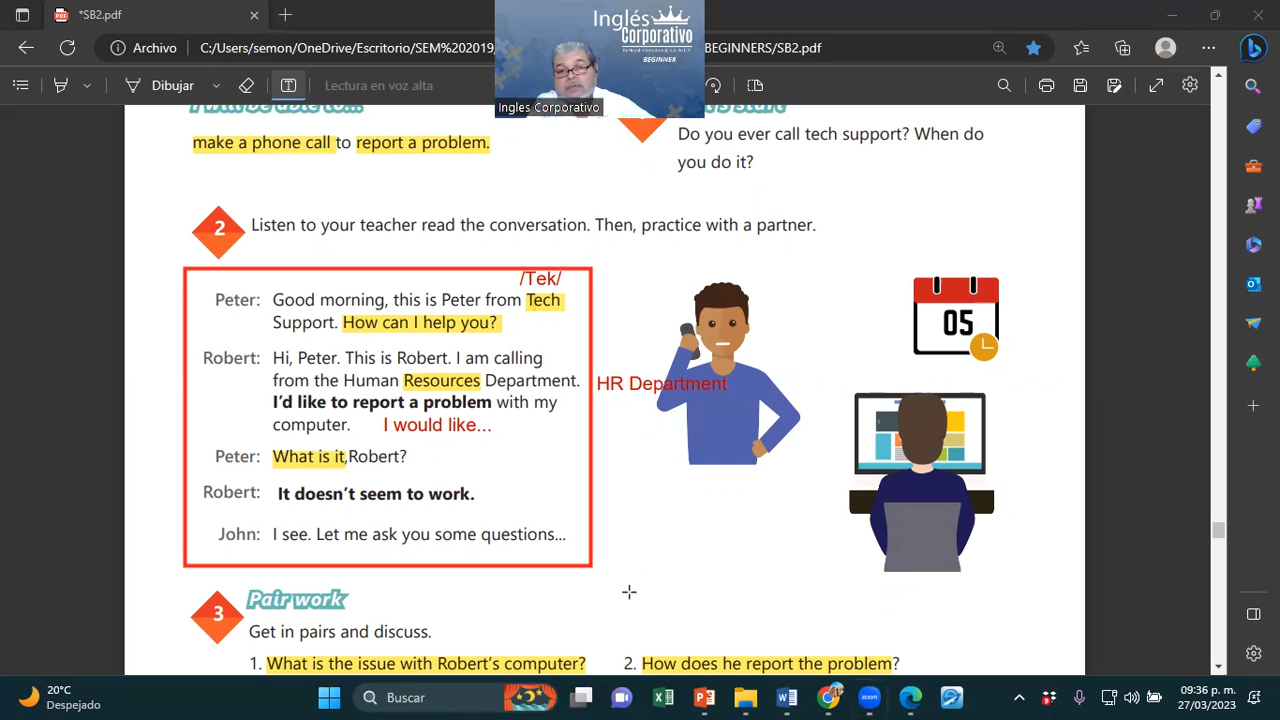 *SB2.pdf
Archivo
C:/Users/semon/OneDrive/Escritorio/SEM%202019,
BEGINNERS/SB2.pdf
Dibujar
Lectura en voz alta
Inglés
Corporativo
BEGINNER
Ingles Corporativo
make a phone call to report a problem.
Do you ever call tech support? When do
you do it?
2
Listen to your teacher read the conversation. Then, practice with a partner.
/Tek/
Peter: Good morning, this is Peter from Tech
Support. How can I help you?
Robert: Hi, Peter. This is Robert. I am calling
from the Human Resources Department.
HR Department
I'd like to report a problem with my
computer. I would like...
Peter: What is it,Robert?
Robert: It doesn't seem to work.
John: I see. Let me ask you some questions...
05
3
Pair work
Get in pairs and discuss.
1. What is the issue with Robert's computer?
2. How does he report the problem?
20°C
Despejado
Buscar
zoom
09:36 p. m.
27/03/2023